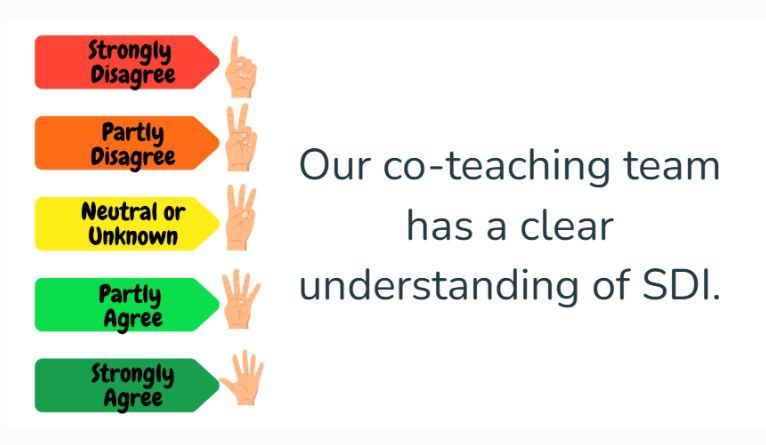 Strongly
Disagree
Partly
Disagree
Neutral or
Unknown
Partly
Agree
Strongly
Agree
Our co-teaching team
has a clear
understanding of SDI.